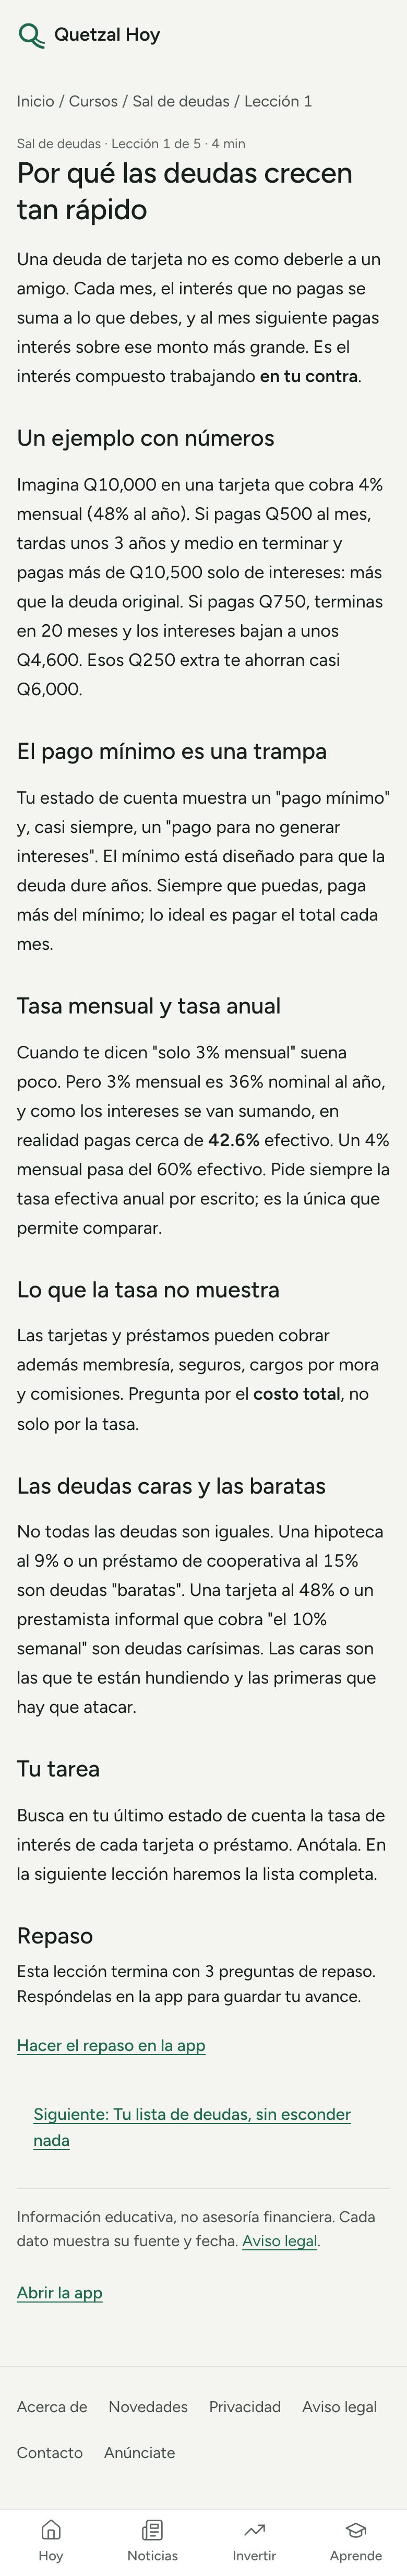 Quetzal Hoy
Inicio / Cursos / Sal de deudas / Lección 1
Sal de deudas · Lección 1 de 5 · 4 min
Por qué las deudas crecen
tan rápido
Una deuda de tarjeta no es como deberle a un
amigo. Cada mes, el interés que no pagas se
suma a lo que debes, y al mes siguiente pagas
interés sobre ese monto más grande. Es el
interés compuesto trabajando en tu contra.
Un ejemplo con números
Imagina Q10,000 en una tarjeta que cobra 4%
mensual (48% al año). Si pagas Q500 al mes,
tardas unos 3 años y medio en terminar y
pagas más de Q10,500 solo de intereses: más
que la deuda original. Si pagas Q750, terminas
en 20 meses y los intereses bajan a unos
Q4,600. Esos Q250 extra te ahorran casi
Q6,000.
El pago mínimo es una trampa
Tu estado de cuenta muestra un "pago mínimo"
y, casi siempre, un "pago para no generar
intereses". El mínimo está diseñado para que la
deuda dure años. Siempre que puedas, paga
más del mínimo; lo ideal es pagar el total cada
mes.
Tasa mensual y tasa anual
Cuando te dicen "solo 3% mensual" suena
poco. Pero 3% mensual es 36% nominal al año,
y como los intereses se van sumando, en
realidad pagas cerca de 42.6% efectivo. Un 4%
mensual pasa del 60% efectivo. Pide siempre la
tasa efectiva anual por escrito; es la única que
permite comparar.
Lo que la tasa no muestra
Las tarjetas y préstamos pueden cobrar
además membresía, seguros, cargos por mora
y comisiones. Pregunta por el costo total, no
solo por la tasa.
Las deudas caras y las baratas
No todas las deudas son iguales. Una hipoteca
al 9% o un préstamo de cooperativa al 15%
son deudas "baratas". Una tarjeta al 48% o un
prestamista informal que cobra "el 10%
semanal" son deudas carísimas. Las caras son
las que te están hundiendo y las primeras que
hay que atacar.
Tu tarea
Busca en tu último estado de cuenta la tasa de
interés de cada tarjeta o préstamo. Anótala. En
la siguiente lección haremos la lista completa.
Repaso
Esta lección termina con 3 preguntas de repaso.
Respóndelas en la app para guardar tu avance.
Hacer el repaso en la app
Siguiente: Tu lista de deudas, sin esconder
nada
Información educativa, no asesoría financiera. Cada
dato muestra su fuente y fecha. Aviso legal.
Abrir la app
Acerca de Novedades Privacidad Aviso legal
Contacto Anúnciate
Hoy Noticias Invertir Aprende